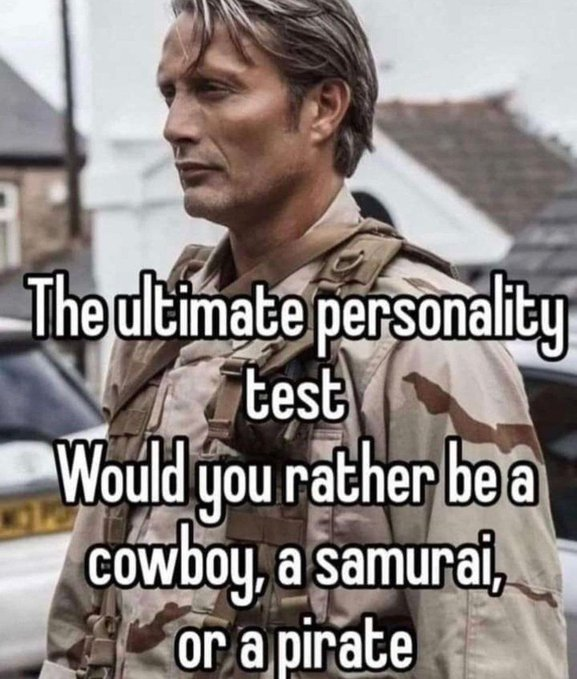 The ultimate personality
test
Would you rather be a
cowboy, a samurai,
or a pirate